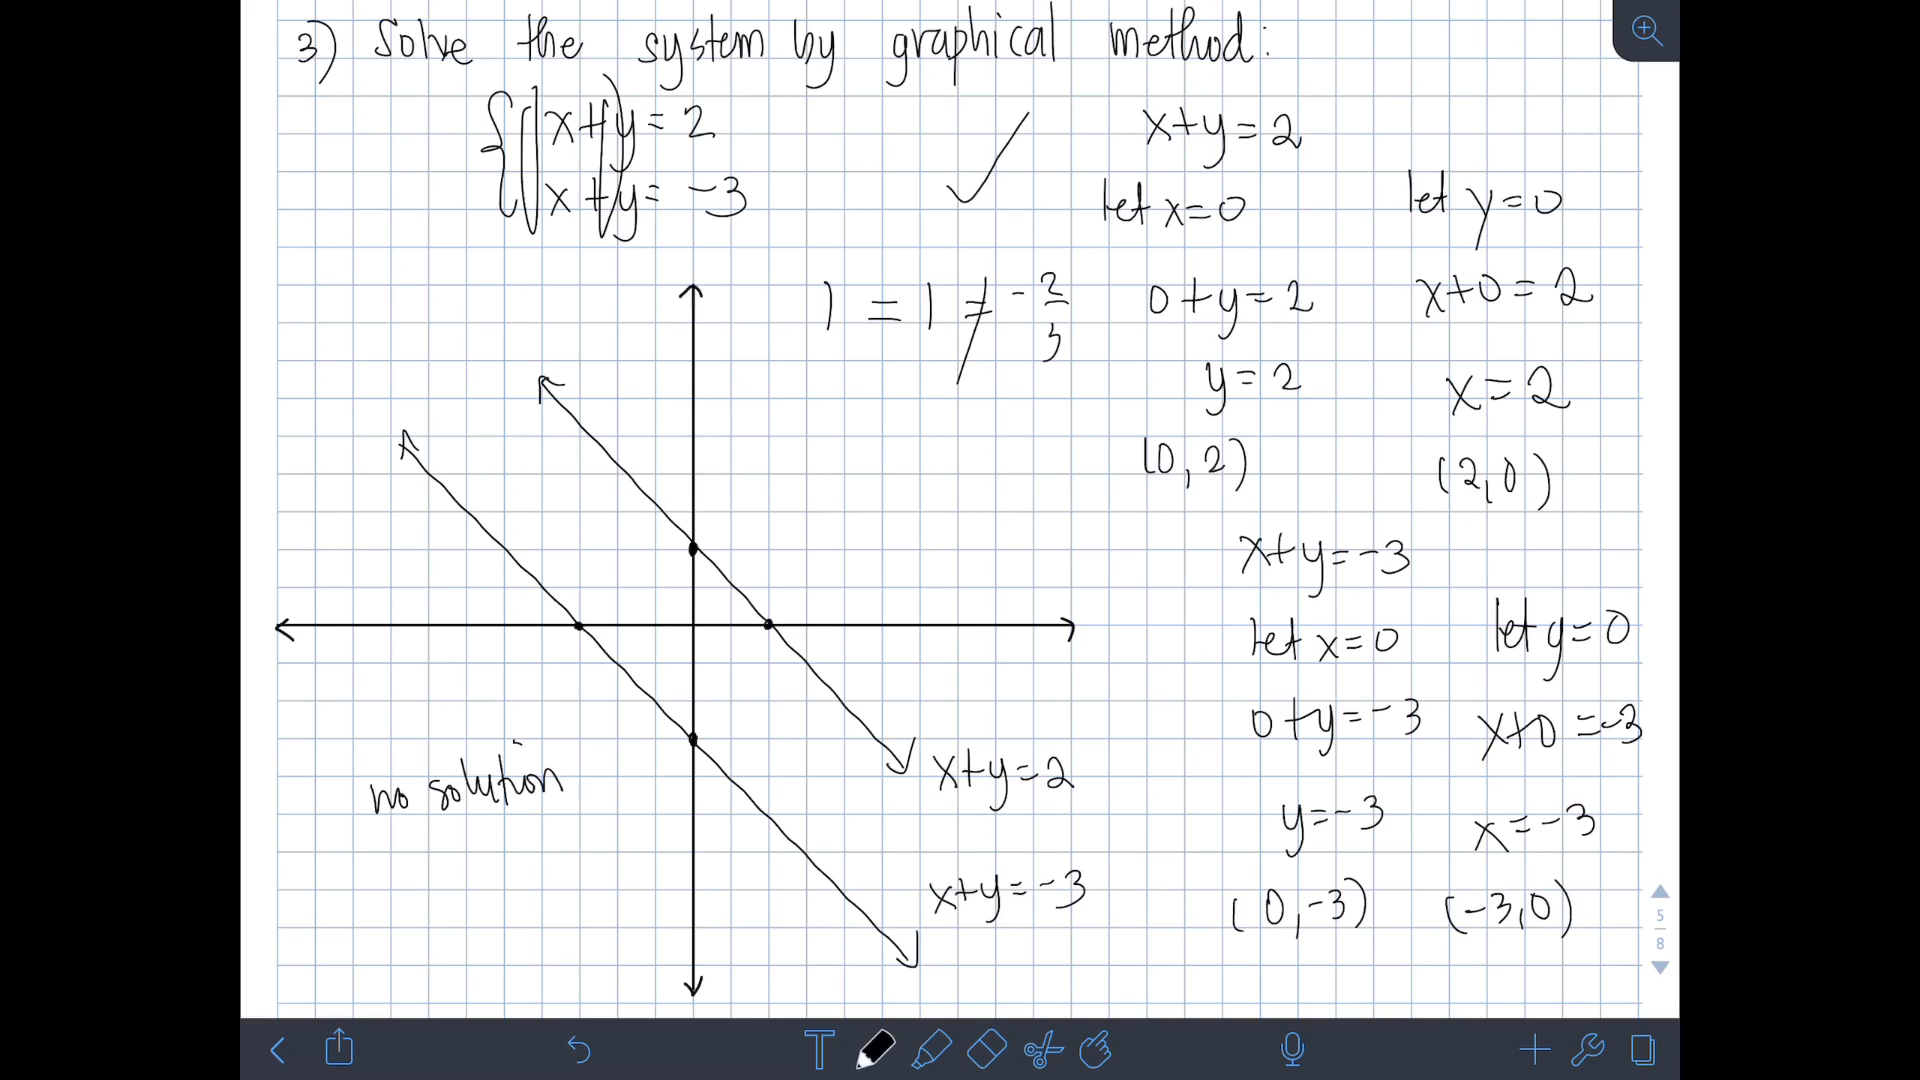 3) Solve the system by graphical method:
x+y=2
x+y=-3
1 = 1 ≠ -2/3
x+y=2
let x=0
0+y=2
y=2
(0,2)
let y=0
x+0=2
x=2
(2,0)
x+y=-3
let x=0
0+y=-3
y=-3
(0,-3)
let y=0
x+0=-3
x=-3
(-3,0)
x+y=2
x+y=-3
no solution
5
8
T